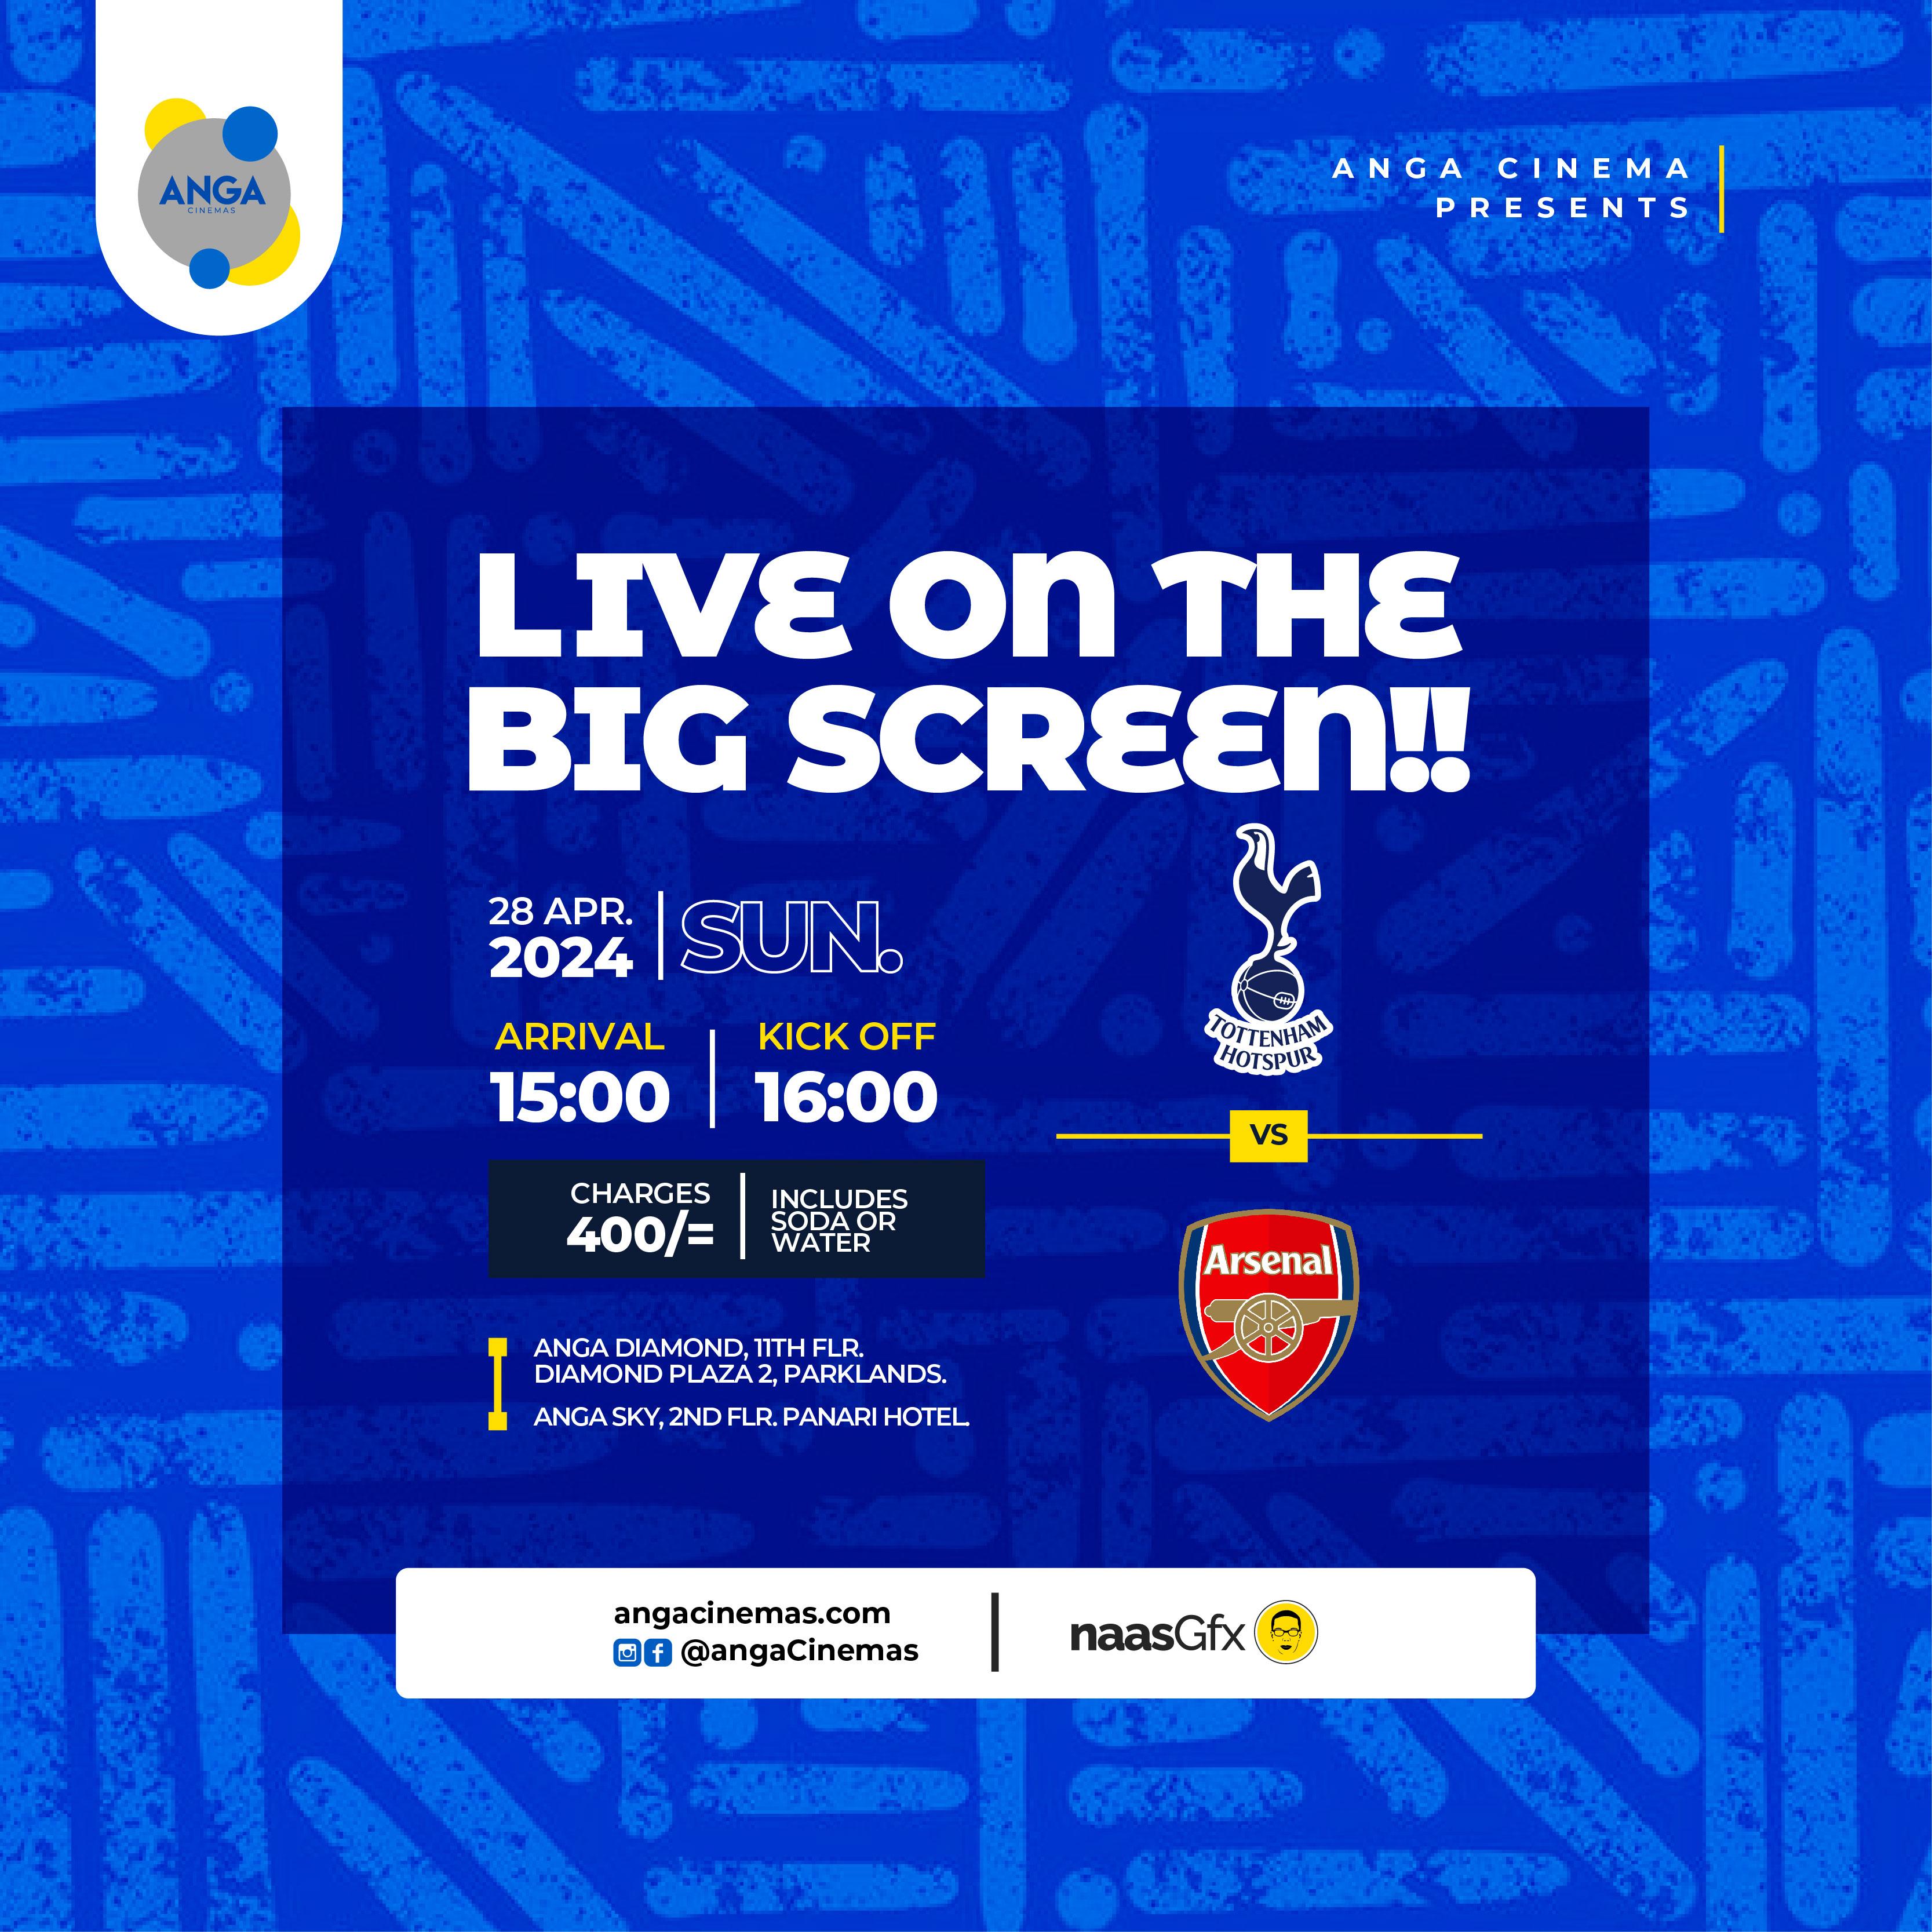 ANGA
CINEMAS
ANGA CINEMA
PRESENTS
LIVE ON THE
BIG SCREEN!!
28 APR.
2024
SUN.
ARRIVAL
15:00
KICK OFF
16:00
CHARGES
400/=
INCLUDES
SODA OR
WATER
TOTTENHAM
HOTSPUR
VS
Arsenal
ANGA DIAMOND, 11TH FLR.
DIAMOND PLAZA 2, PARKLANDS.
ANGA SKY, 2ND FLR. PANARI HOTEL.
angacinemas.com
@angaCinemas
naasGfx